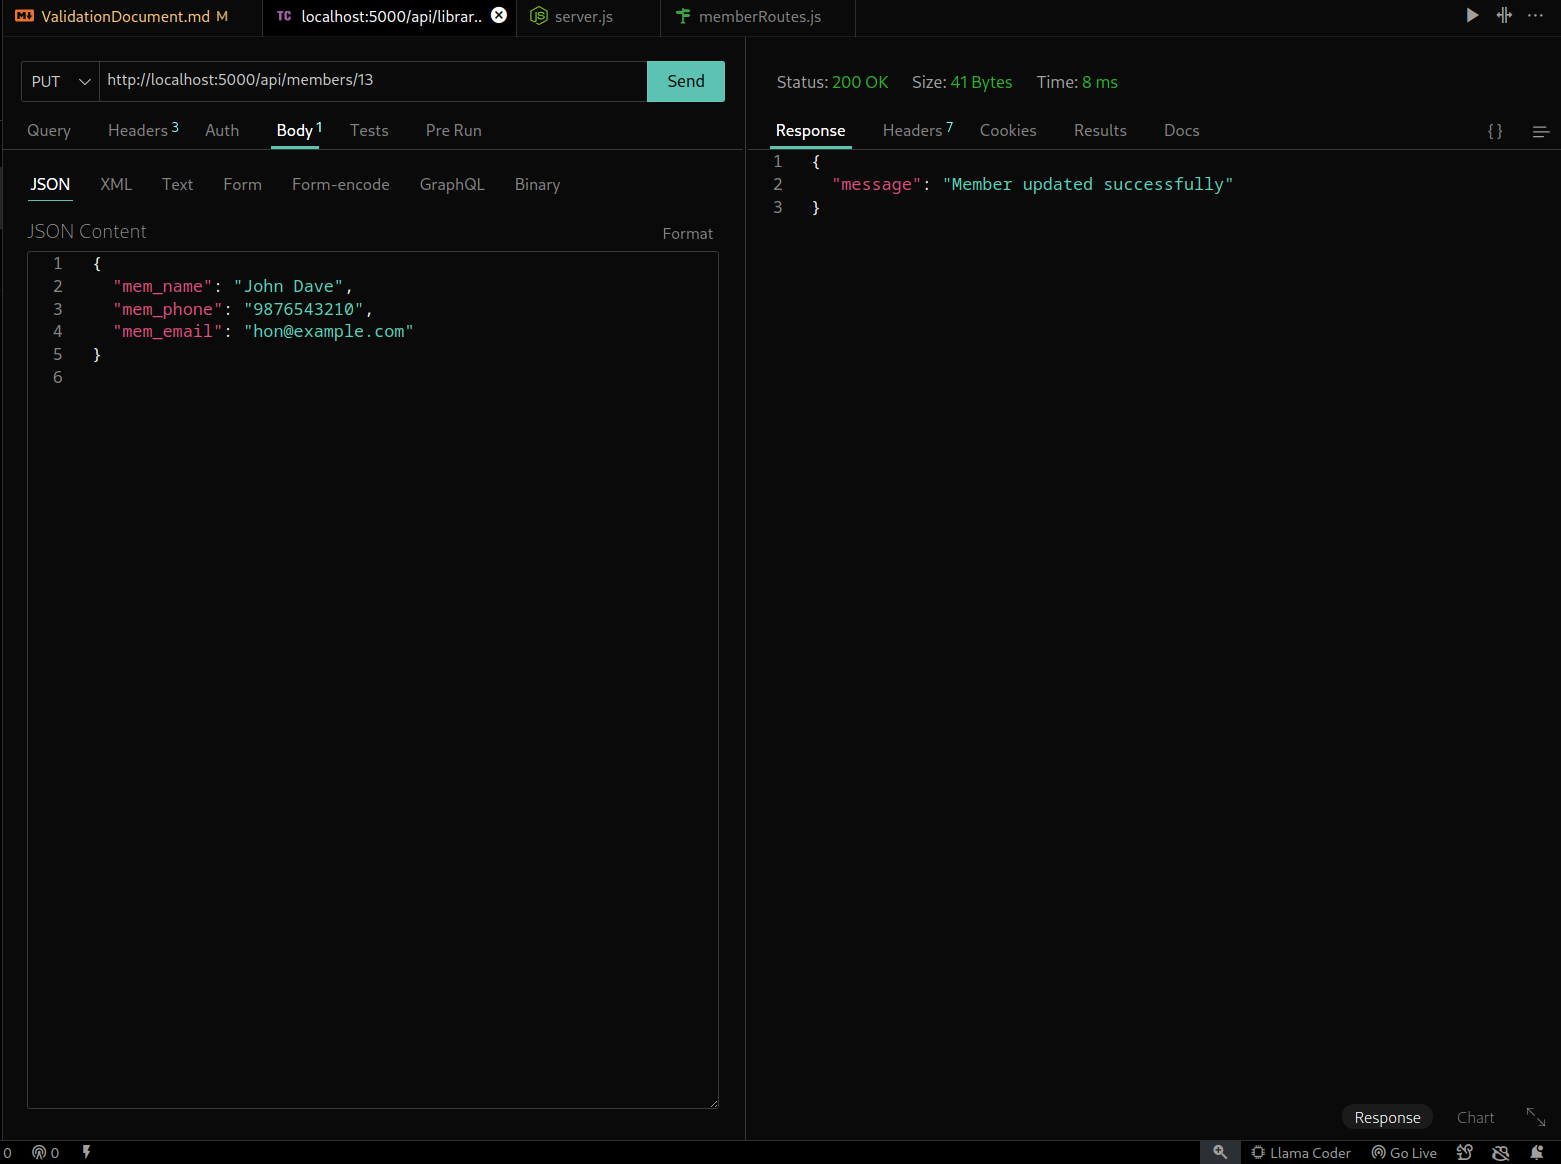 ValidationDocument.md M
TC localhost:5000/api/librar..
server.js
memberRoutes.js
PUT http://localhost:5000/api/members/13 Send
Query Headers 3 Auth Body 1 Tests Pre Run
JSON XML Text Form Form-encode GraphQL Binary
JSON Content Format
1 {
2 "mem_name": "John Dave",
3 "mem_phone": "9876543210",
4 "mem_email": "hon@example.com"
5 }
6
Status: 200 OK Size: 41 Bytes Time: 8 ms
Response Headers 7 Cookies Results Docs {}
1 {
2 "message": "Member updated successfully"
3 }
Response Chart
0 0 Llama Coder Go Live